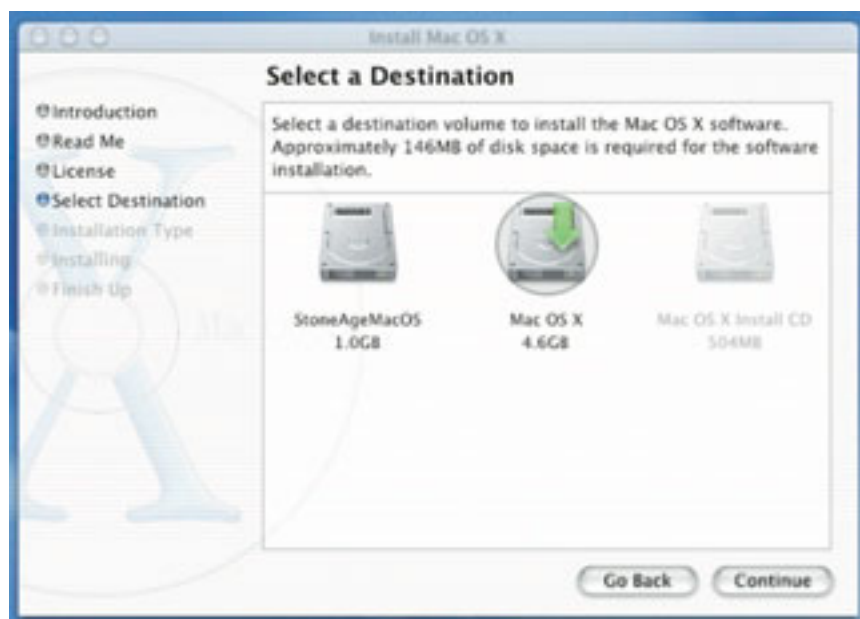 Install Mac OS X
Select a Destination
Introduction
Read Me
License
Select Destination
Installation Type
Installing
Finish Up
Select a destination volume to install the Mac OS X software.
Approximately 146MB of disk space is required for the software
installation.
StoneAgeMacOS
1.0GB
Mac OS X
4.6GB
Mac OS X Install CD
504MB
Go Back
Continue